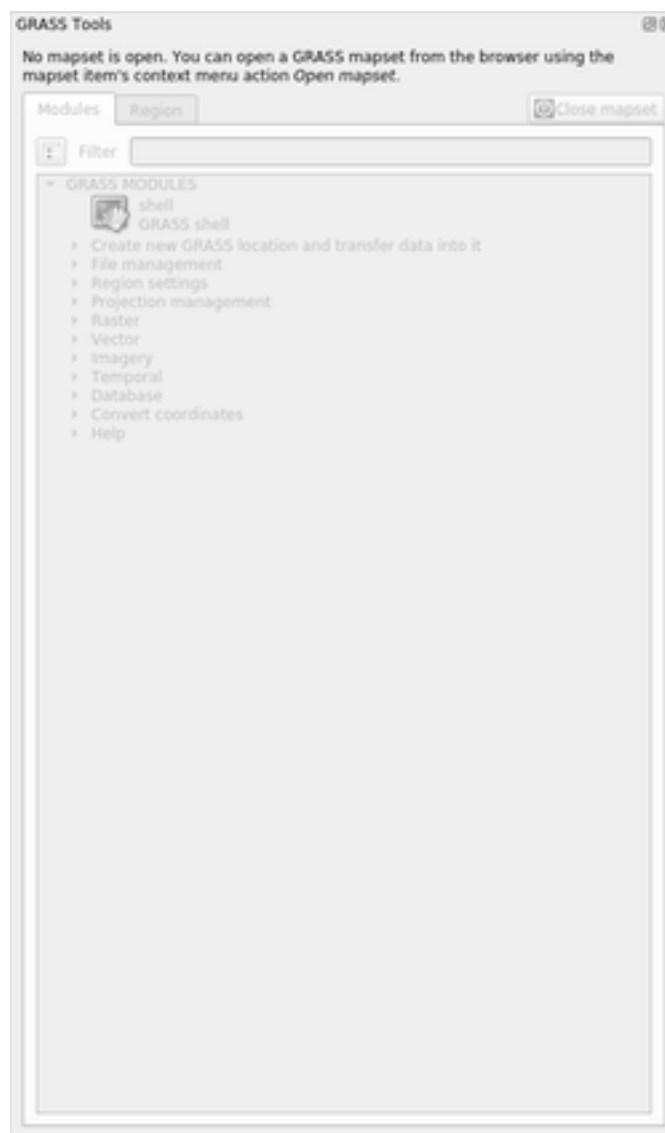 GRASS Tools
No mapset is open. You can open a GRASS mapset from the browser using the
mapset item's context menu action Open mapset.
Modules Region Close mapset
Filter
GRASS MODULES
shell
GRASS shell
Create new GRASS location and transfer data into it
File management
Region settings
Projection management
Raster
Vector
Imagery
Temporal
Database
Convert coordinates
Help